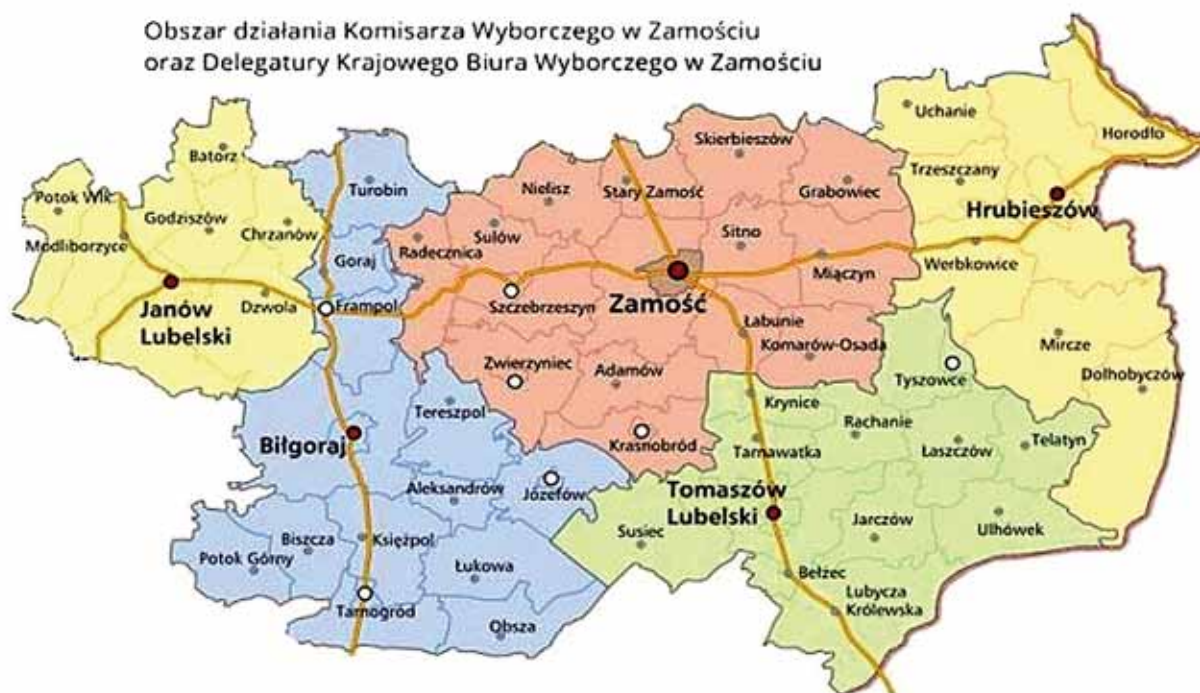 Obszar działania Komisarza Wyborczego w Zamościu
oraz Delegatury Krajowego Biura Wyborczego w Zamościu
Uchanie
Horodło
Skierbieszów
Batorz
Trzeszczany
Turobin
Nielisz
Stary Zamość
Grabowiec
Potok Wlk.
Godziszów
Hrubieszów
Chrzanów
Sułów
Sitno
Modliborzyce
Radecznica
Goraj
Miączyn
Werbkowice
Janów
Lubelski
Dzwola
Frampol
Szczebrzeszyn
Zamość
Łabunie
Komarów-Osada
Mircze
Zwierzyniec
Adamów
Tyszowce
Dołhobyczów
Tereszpol
Krynice
Rachanie
Biłgoraj
Krasnobród
Tarnawatka
Łaszczów
Telatyn
Aleksandrów
Józefów
Tomaszów
Lubelski
Susiec
Jarczów
Ulhówek
Biszcza
Księżpol
Potok Górny
Łukowa
Bełżec
Lubycza
Królewska
Tarnogród
Obsza